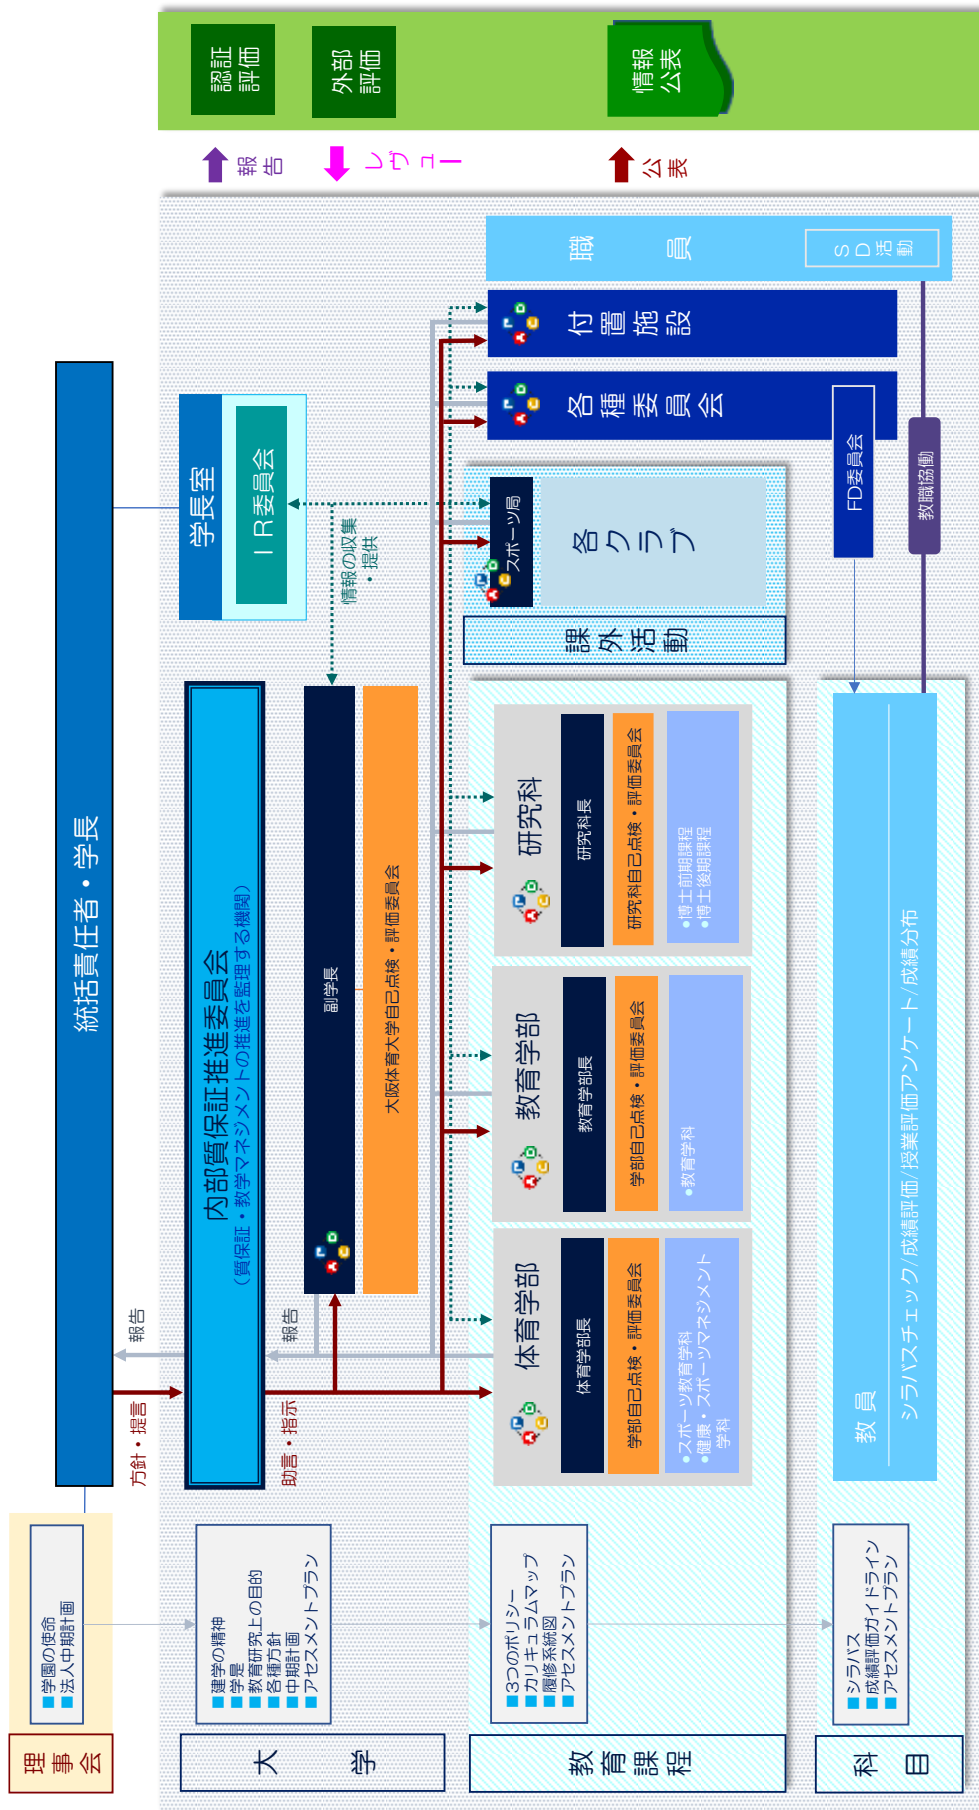 理事会
学園の使命
法人中期計画
統括責任者・学長
方針・提言
報告
大学
建学の精神
学是
教育研究上の目的
各種方針
中期計画
アセスメントプラン
内部質保証推進委員会
（質保証・教学マネジメントの推進を監理する機関）
学長室
ＩＲ委員会
助言・指示
報告
副学長
P
D
C
A
大阪体育大学自己点検・評価委員会
情報の収集
・提供
教育課程
3つのポリシー
カリキュラムマップ
履修系統図
アセスメントプラン
体育学部
P
D
C
A
体育学部長
学部自己点検・評価委員会
スポーツ教育学科
健康・スポーツマネジメント
学科
教育学部
P
D
C
A
教育学部長
学部自己点検・評価委員会
教育学科
研究科
P
D
C
A
研究科長
研究科自己点検・評価委員会
博士前期課程
博士後期課程
課外活動
P
D
C
A
スポーツ局
各クラブ
P
D
C
A
各種委員会
P
D
C
A
付置施設
職員
ＳＤ活動
FD委員会
教職協働
科目
シラバス
成績評価ガイドライン
アセスメントプラン
教員
シラバスチェック/成績評価/授業評価アンケート/成績分布
報告
レヴュー
公表
認証
評価
外部
評価
情報
公表